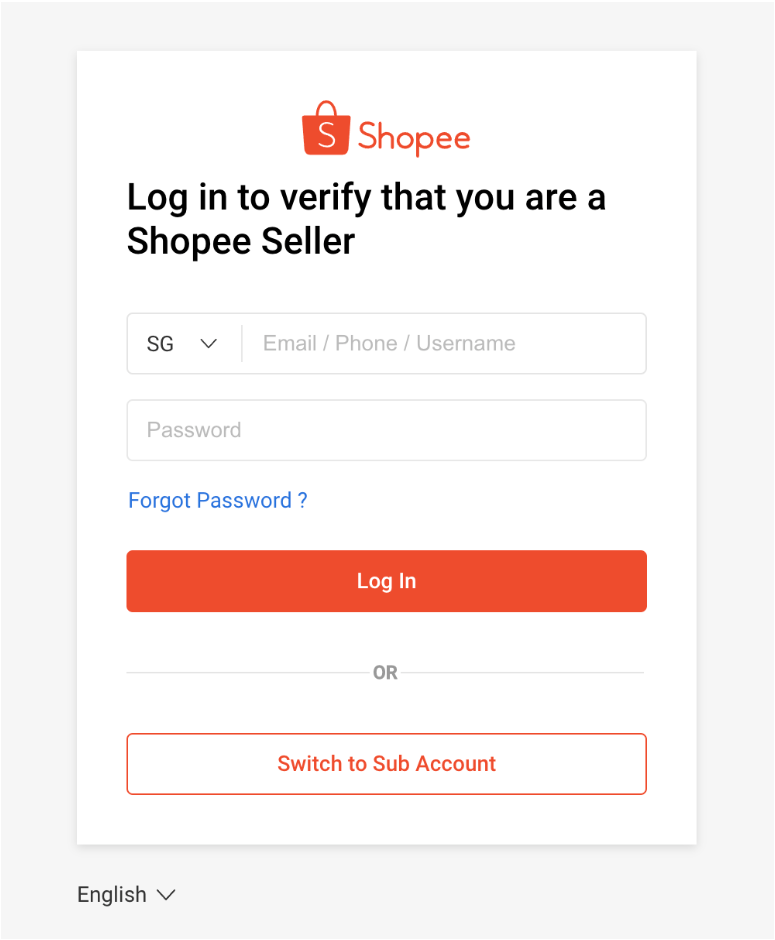 S Shopee
Log in to verify that you are a
Shopee Seller
SG Email / Phone / Username
Password
Forgot Password ?
Log In
OR
Switch to Sub Account
English